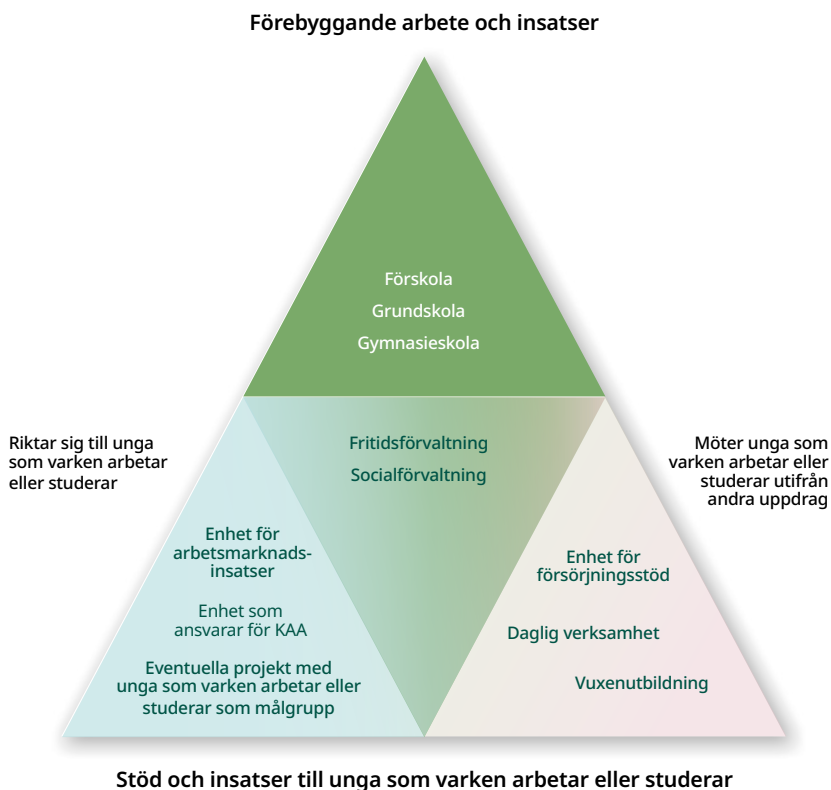 Förebyggande arbete och insatser
Förskola
Grundskola
Gymnasieskola
Riktar sig till unga
som varken arbetar
eller studerar
Fritidsförvaltning
Socialförvaltning
Möter unga som
varken arbetar eller
studerar utifrån
andra uppdrag
Enhet för
arbetsmarknads-
insatser
Enhet som
ansvarar för KAA
Eventuella projekt med
unga som varken arbetar eller
studerar som målgrupp
Enhet för
försörjningsstöd
Daglig verksamhet
Vuxenutbildning
Stöd och insatser till unga som varken arbetar eller studerar